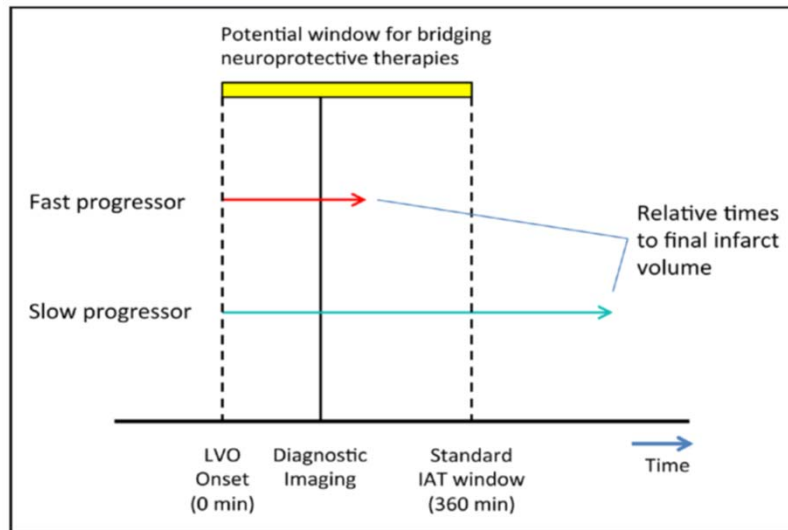 Potential window for bridging
neuroprotective therapies
Fast progressor
Relative times
to final infarct
volume
Slow progressor
LVO
Onset
(0 min)
Diagnostic
Imaging
Standard
IAT window
(360 min)
Time